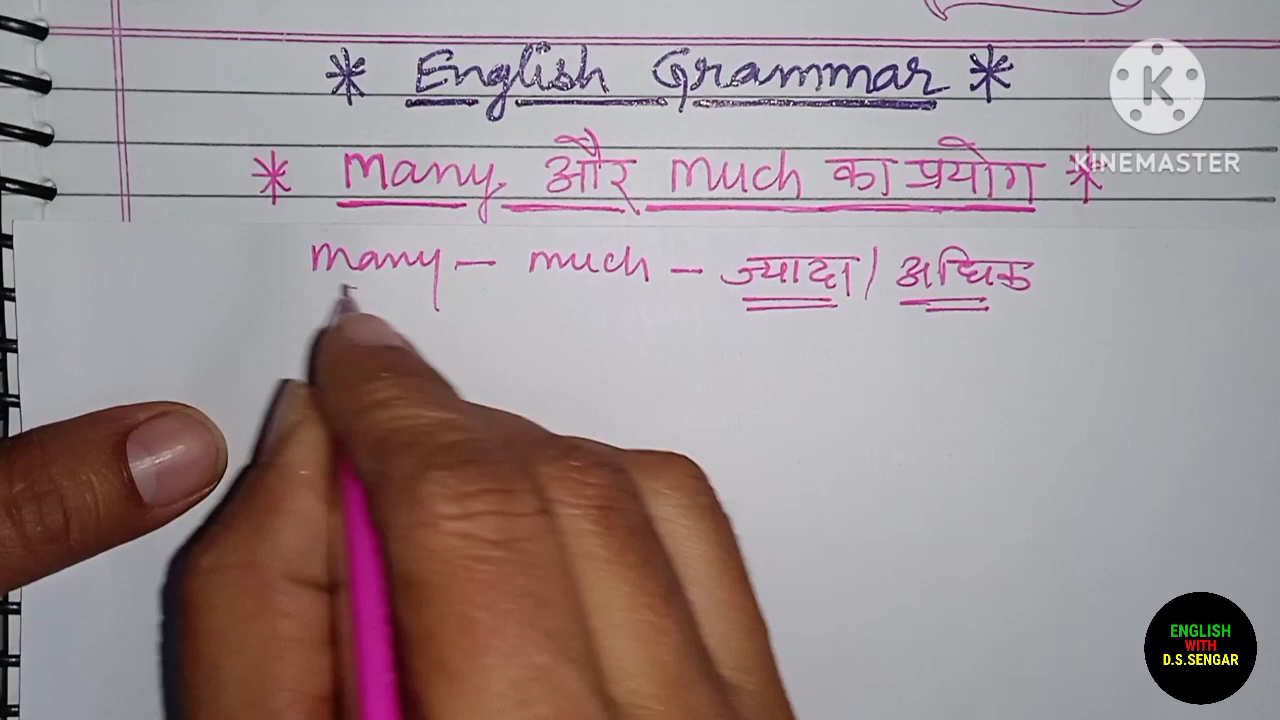 * English Grammar *
* Many और Much का प्रयोग *
many - much - ज्यादा / अधिक
K
KINEMASTER
ENGLISH
WITH
D.S.SENGAR